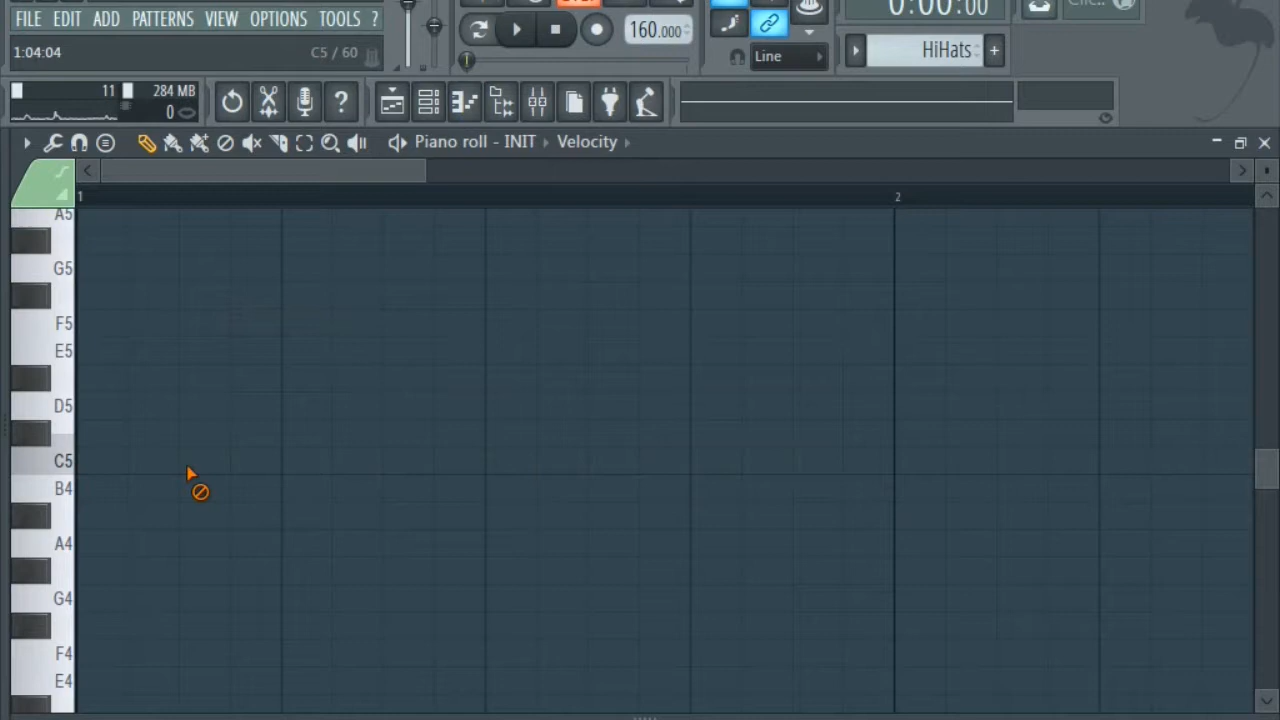 0:00:00
FILE EDIT ADD PATTERNS VIEW OPTIONS TOOLS ?
160.000
1:04:04 C5 / 60
Line
HiHats
+
11 284 MB
0
?
Piano roll - INIT Velocity
1 2
A5
G5
F5
E5
D5
C5
B4
A4
G4
F4
E4